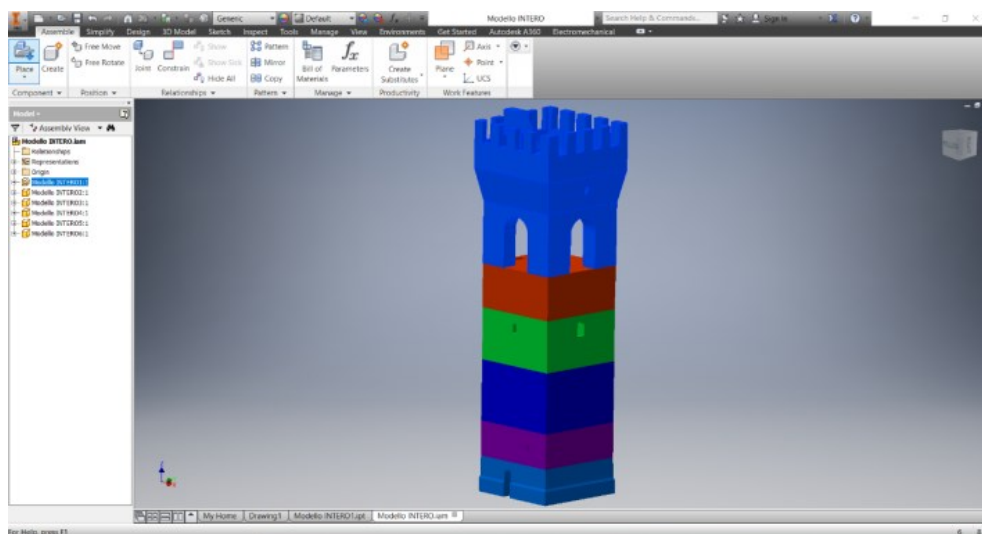 Generic Default Modello INTERO Search Help & Commands... Sign In
Assemble Simplify Design 3D Model Sketch Inspect Tools Manage View Environments Get Started Autodesk A360 Electromechanical
Place Create Free Move Free Rotate Joint Constrain Show Show Sick Hide All Pattern Mirror Copy Bill of Materials Parameters Create Substitutes Plane Axis Point UCS
Component Position Relationships Pattern Manage Productivity Work Features
Model
Assembly View
Modello INTERO.iam
Relationships
Representations
Origin
Modello INTERO1:1
Modello INTERO2:1
Modello INTERO3:1
Modello INTERO4:1
Modello INTERO5:1
Modello INTERO6:1
My Home Drawing1 Modello INTERO1.ipt Modello INTERO.iam
For Help, press F1